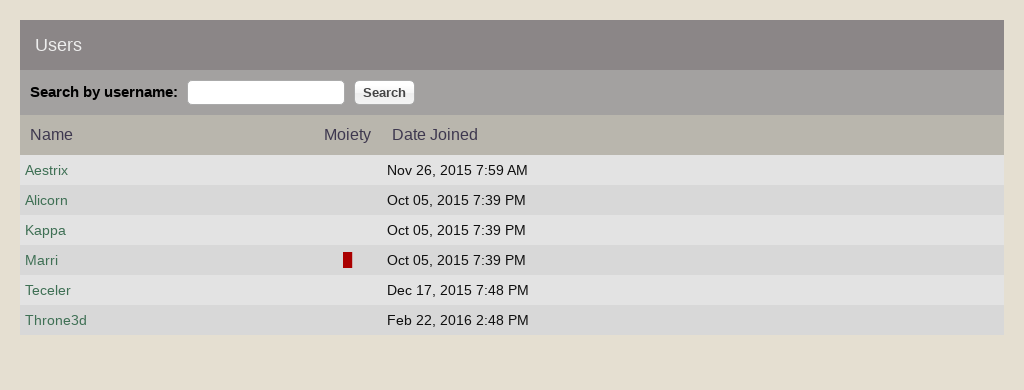 Users
Search by username: Search
Name Moiety Date Joined
Aestrix Nov 26, 2015 7:59 AM
Alicorn Oct 05, 2015 7:39 PM
Kappa Oct 05, 2015 7:39 PM
Marri Oct 05, 2015 7:39 PM
Teceler Dec 17, 2015 7:48 PM
Throne3d Feb 22, 2016 2:48 PM